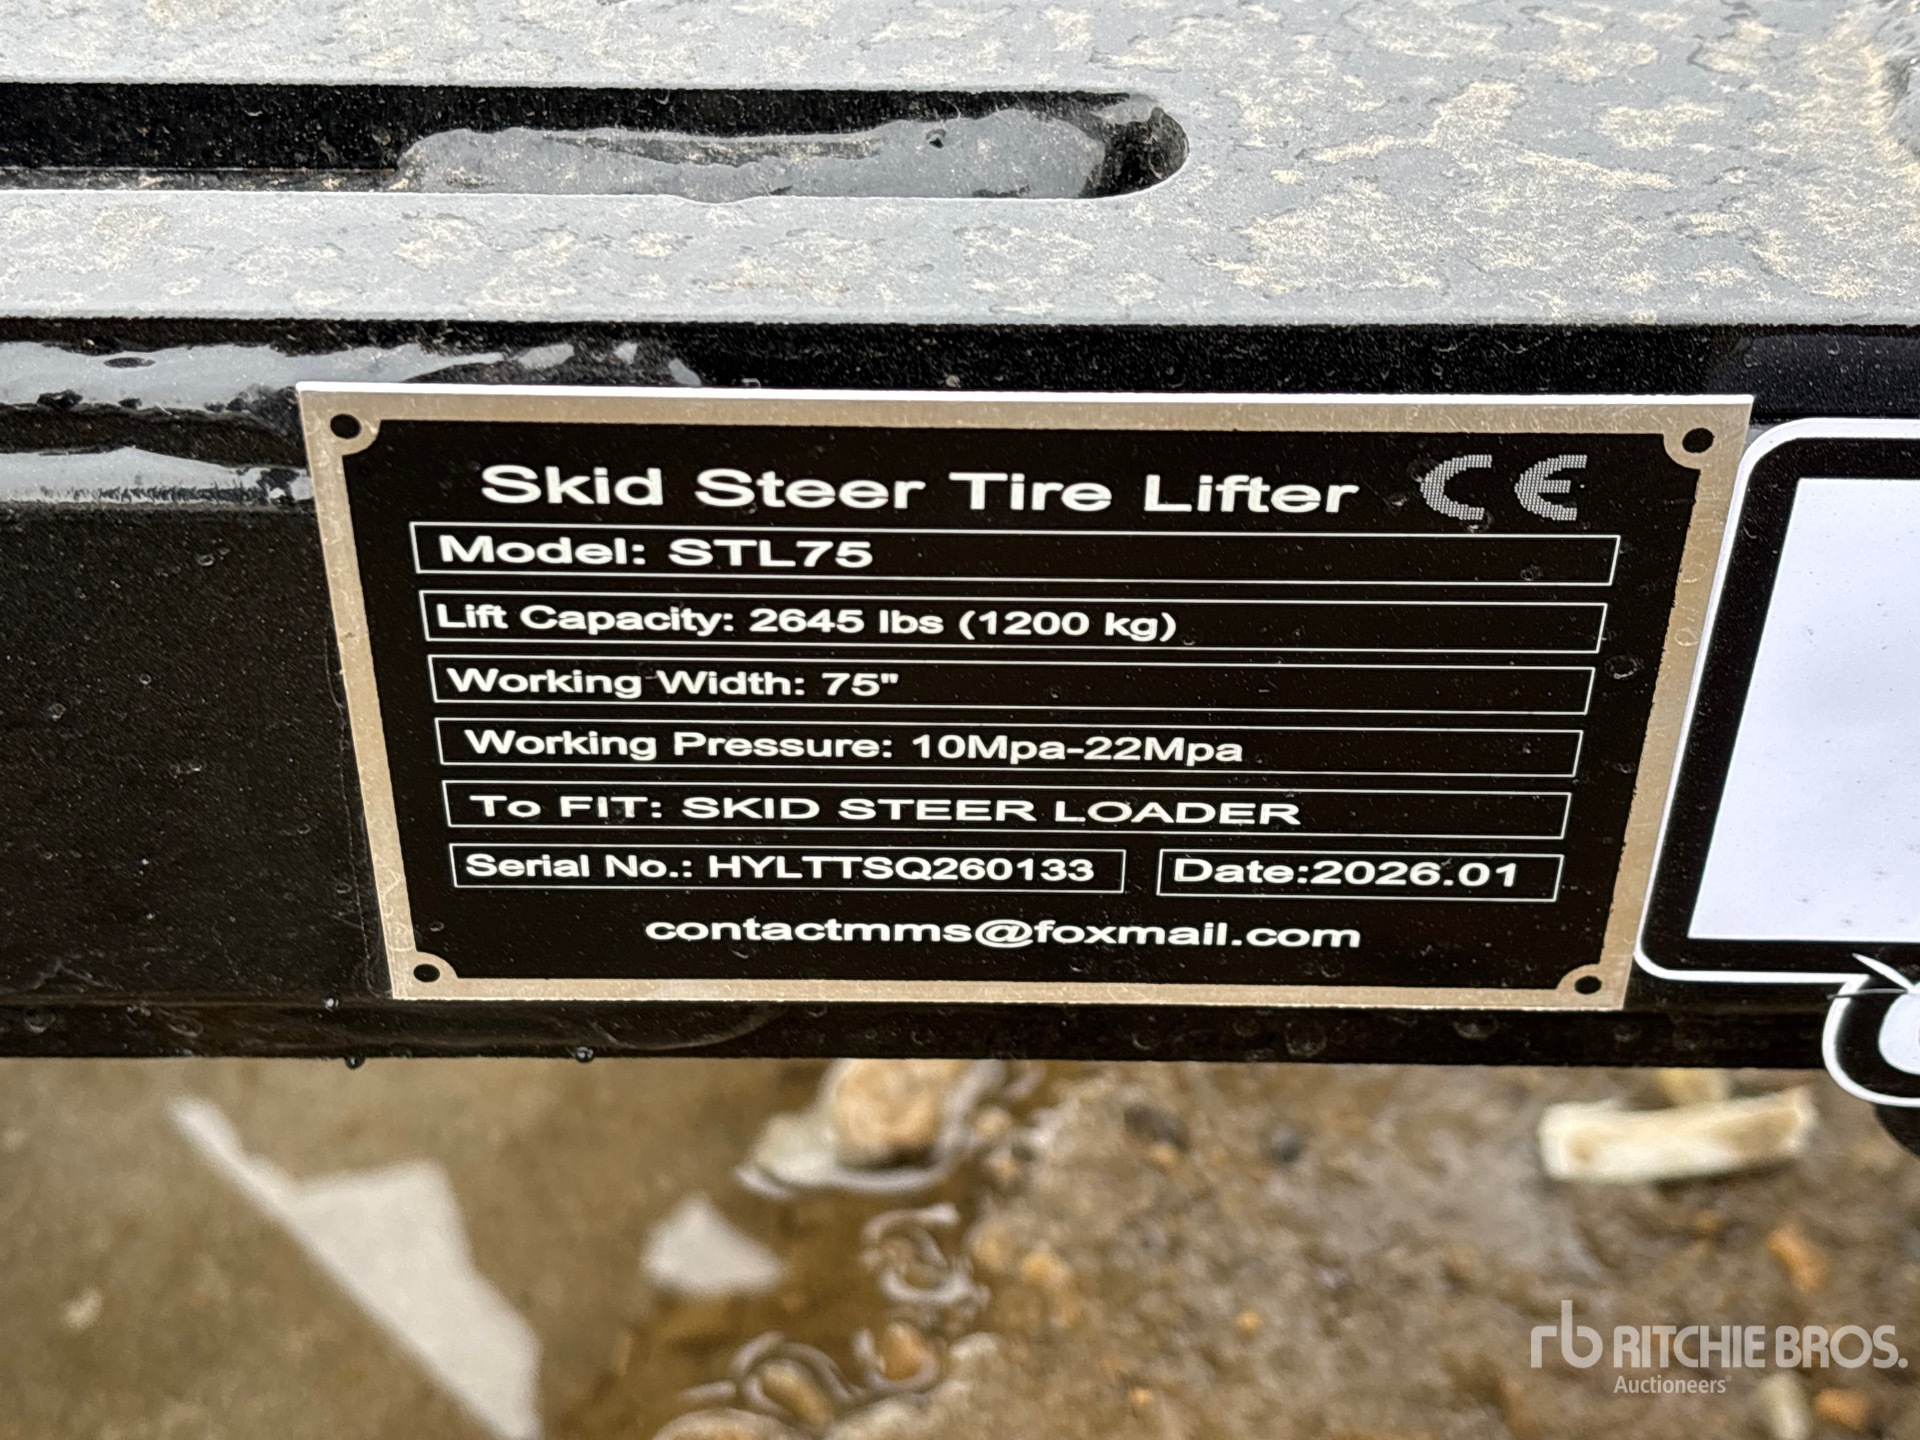 Skid Steer Tire Lifter CE
Model: STL75
Lift Capacity: 2645 lbs (1200 kg)
Working Width: 75"
Working Pressure: 10Mpa-22Mpa
To FIT: SKID STEER LOADER
Serial No.: HYLTTSQ260133 Date:2026.01
contactmms@foxmail.com
rb RITCHIE BROS.
Auctioneers